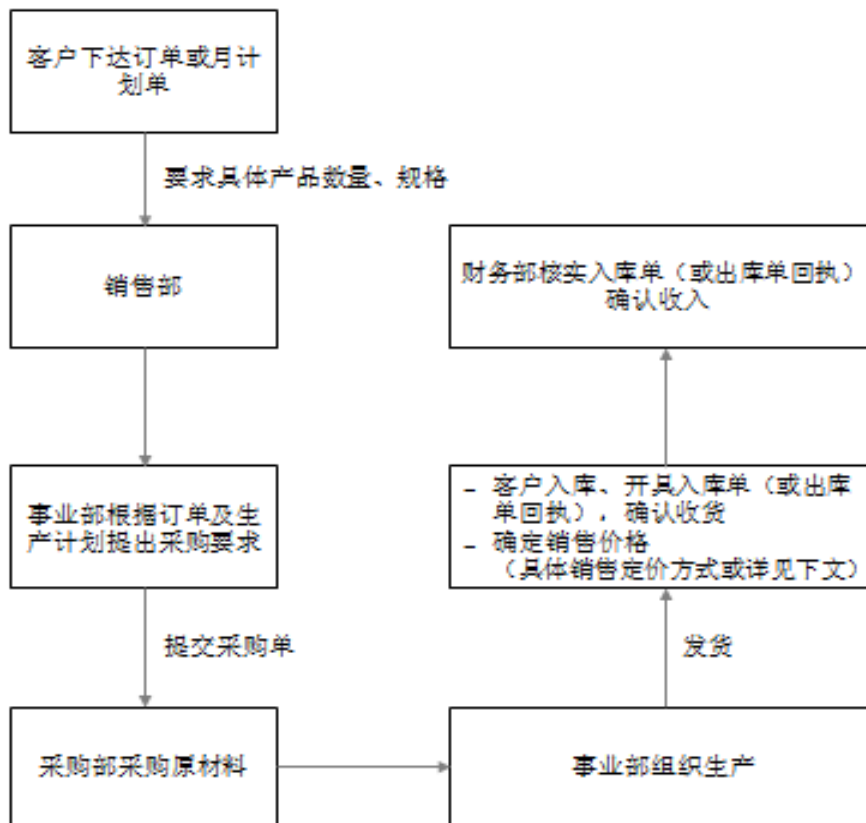 客户下达订单或月计
划单
要求具体产品数量、规格
销售部
事业部根据订单及生
产计划提出采购要求
提交采购单
采购部采购原材料
事业部组织生产
发货
- 客户入库、开具入库单（或出库
单回执），确认收货
- 确定销售价格
（具体销售定价方式或详见下文）
财务部核实入库单（或出库单回执）
确认收入